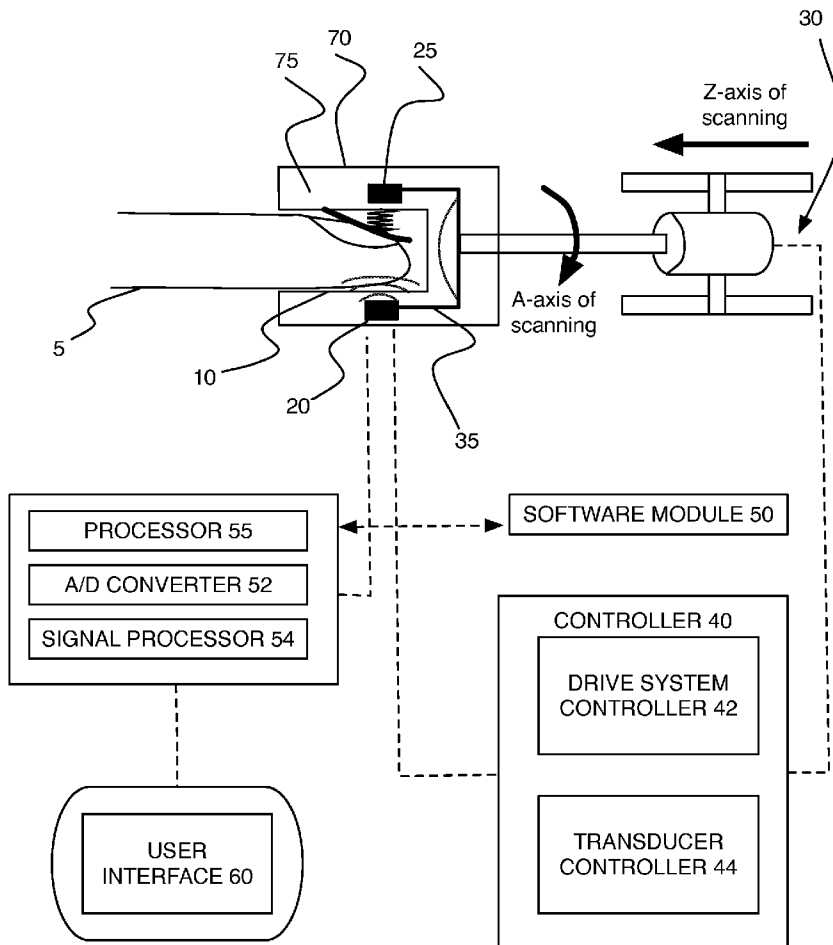 30
70
25
75
Z-axis of
scanning
A-axis of
scanning
5
10
20
35
PROCESSOR 55
A/D CONVERTER 52
SIGNAL PROCESSOR 54
SOFTWARE MODULE 50
CONTROLLER 40
DRIVE SYSTEM
CONTROLLER 42
TRANSDUCER
CONTROLLER 44
USER
INTERFACE 60